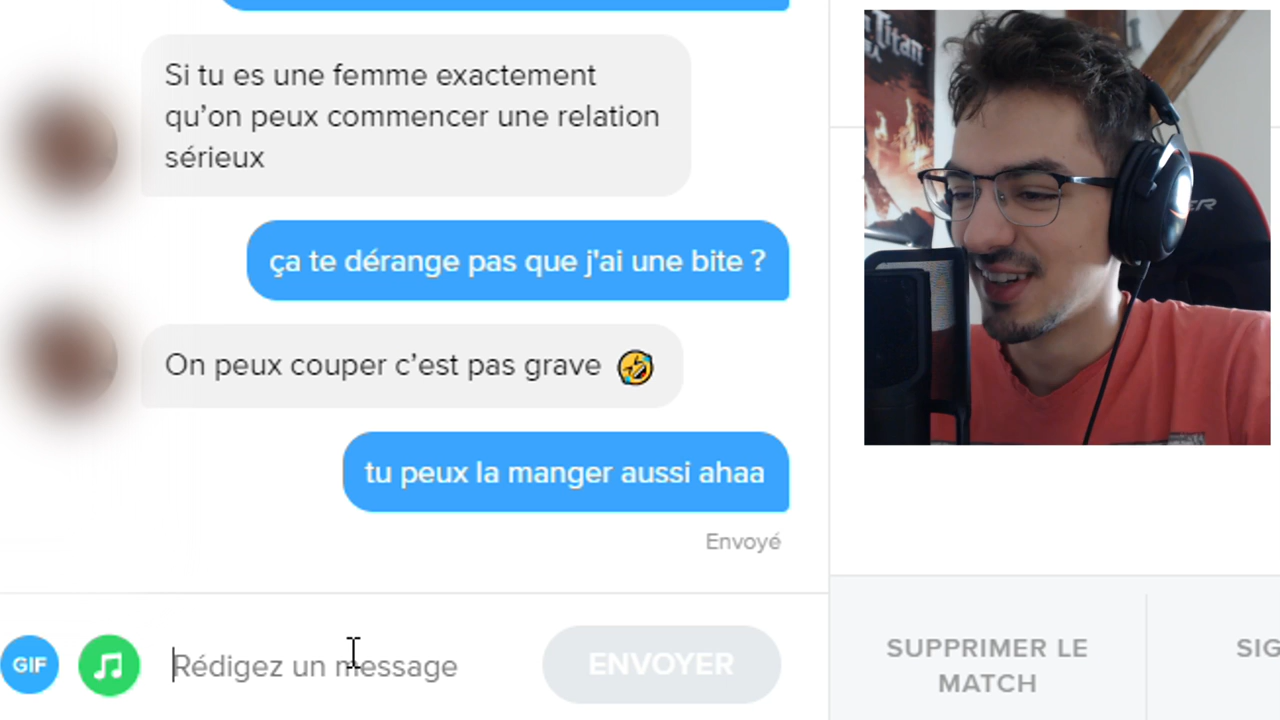 Si tu es une femme exactement
qu’on peux commencer une relation
sérieux
ça te dérange pas que j'ai une bite ?
On peux couper c’est pas grave 🤣
tu peux la manger aussi ahaa
Envoyé
GIF
Rédigez un message
ENVOYER
Titan
SUPPRIMER LE
MATCH
SIG